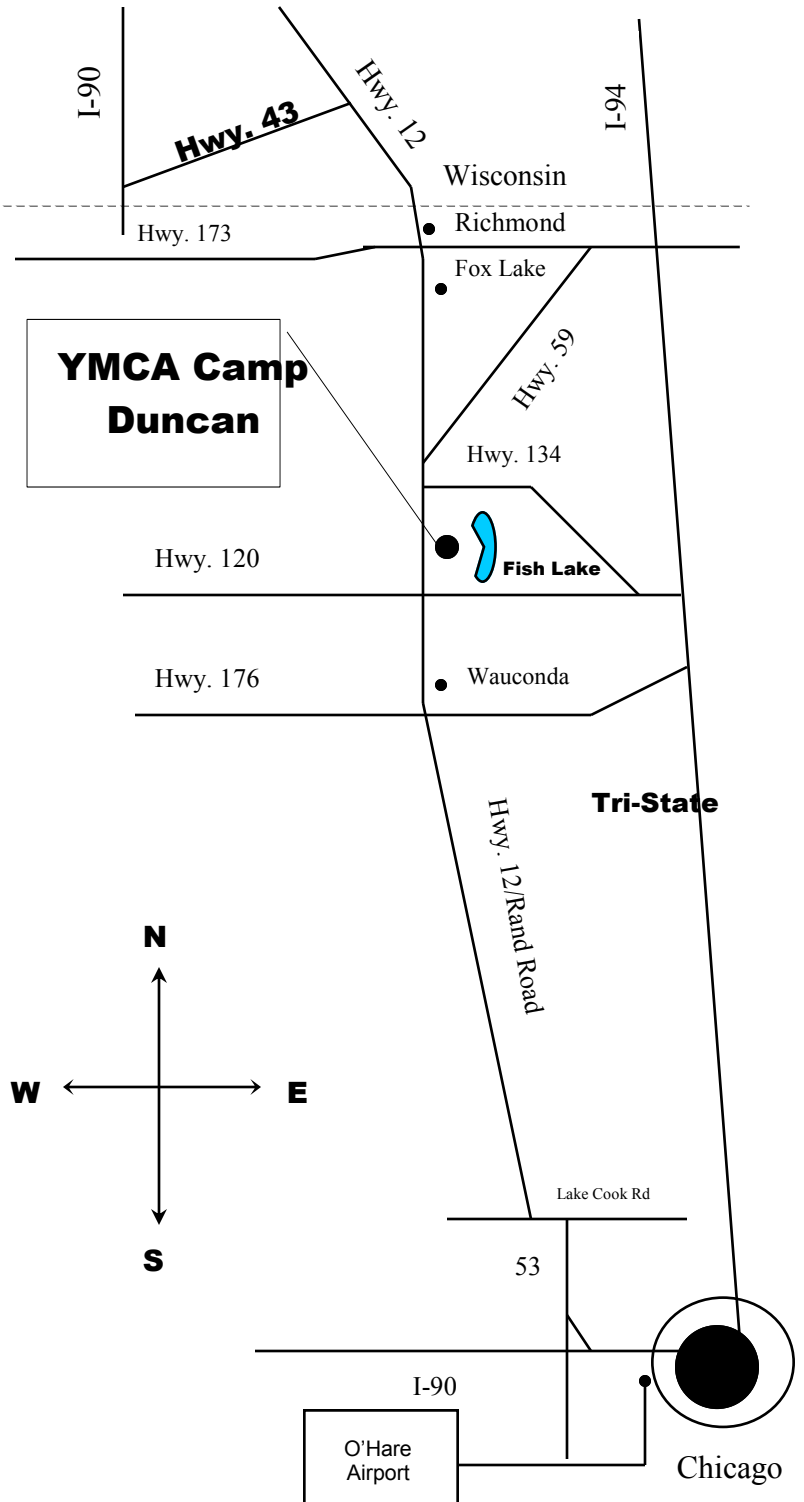 I-90
Hwy. 43
Hwy. 12
I-94
Wisconsin
Richmond
Hwy. 173
Fox Lake
YMCA Camp
Duncan
Hwy. 59
Hwy. 134
Hwy. 120
Fish Lake
Hwy. 176
Wauconda
Tri-State
Hwy. 12/Rand Road
N
W
E
S
Lake Cook Rd
53
I-90
O'Hare
Airport
Chicago